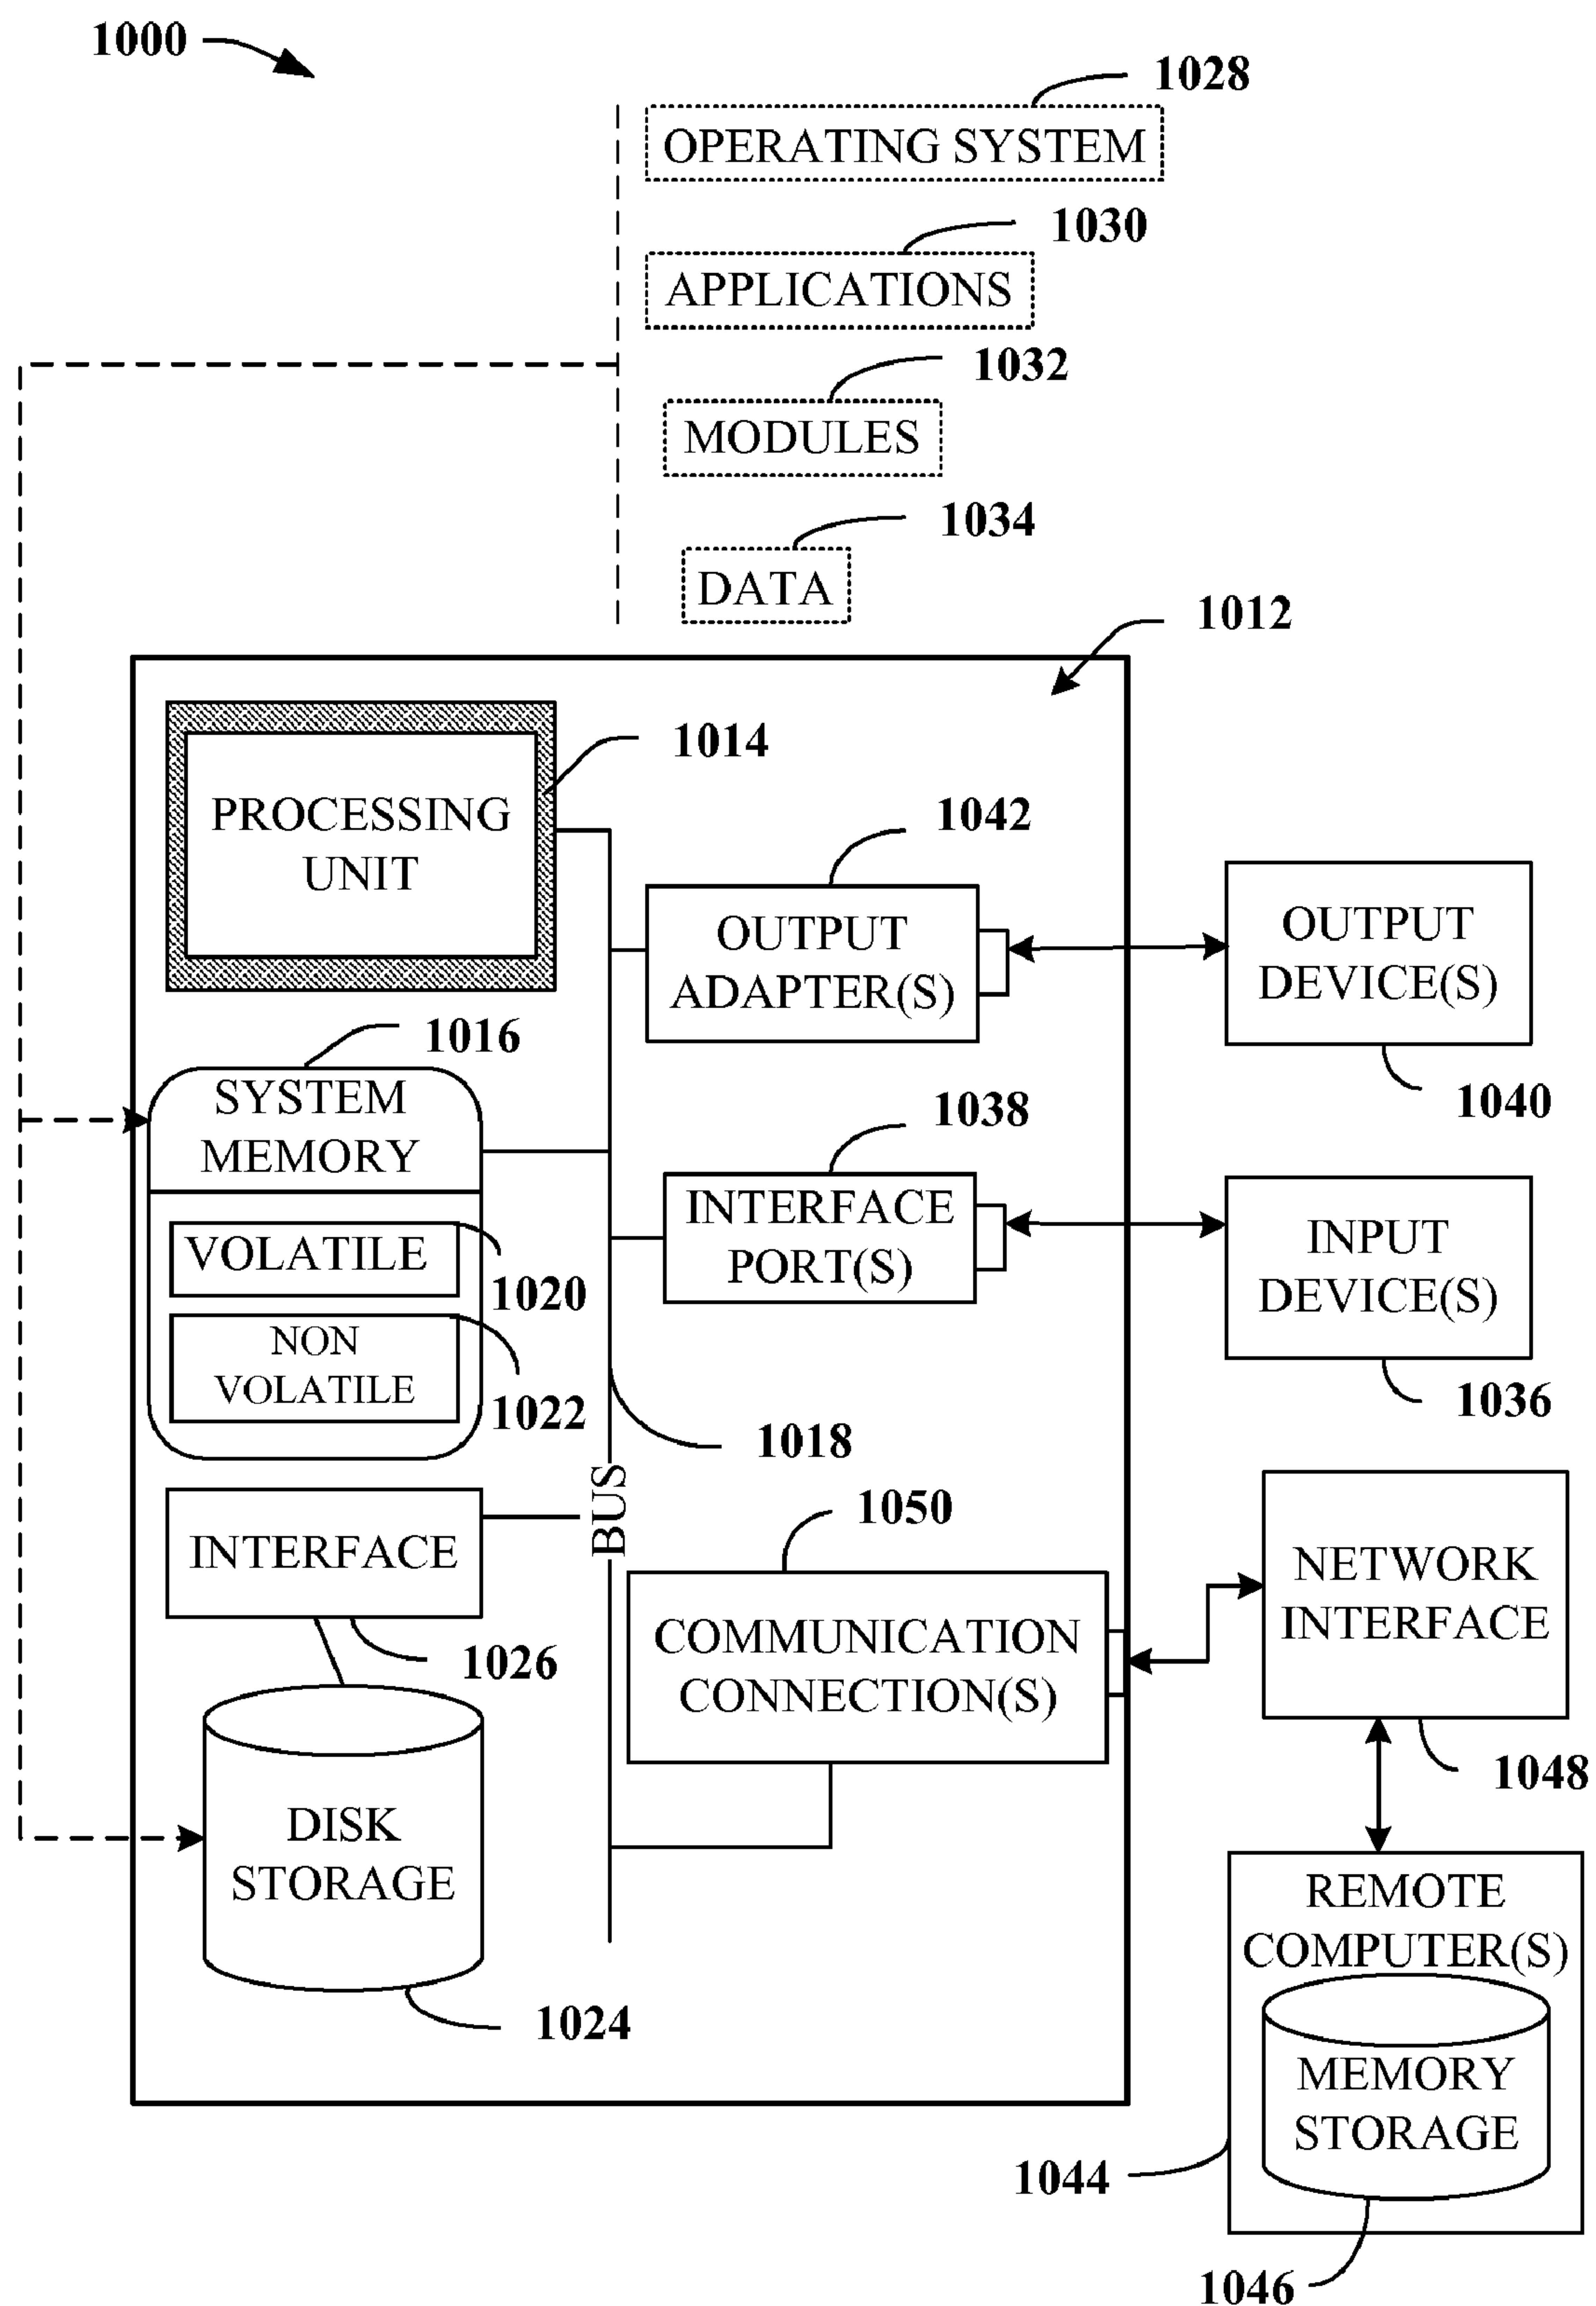 1000
1028
OPERATING SYSTEM
1030
APPLICATIONS
1032
MODULES
1034
DATA
1012
1014
PROCESSING
UNIT
1042
OUTPUT
ADAPTER(S)
OUTPUT
DEVICE(S)
1040
1016
SYSTEM
MEMORY
1038
INTERFACE
PORT(S)
INPUT
DEVICE(S)
1036
VOLATILE
1020
NON
VOLATILE
1022
1018
BUS
INTERFACE
1026
1050
COMMUNICATION
CONNECTION(S)
NETWORK
INTERFACE
1048
DISK
STORAGE
1024
REMOTE
COMPUTER(S)
MEMORY
STORAGE
1044
1046